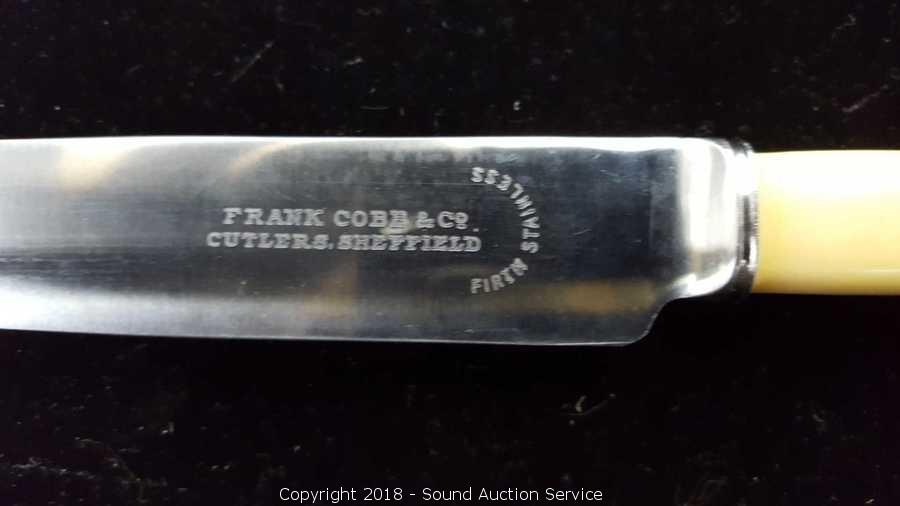 FRANK COBB & Cº.
CUTLERS. SHEFFIELD
FIRTH STAINLESS
Copyright 2018 - Sound Auction Service